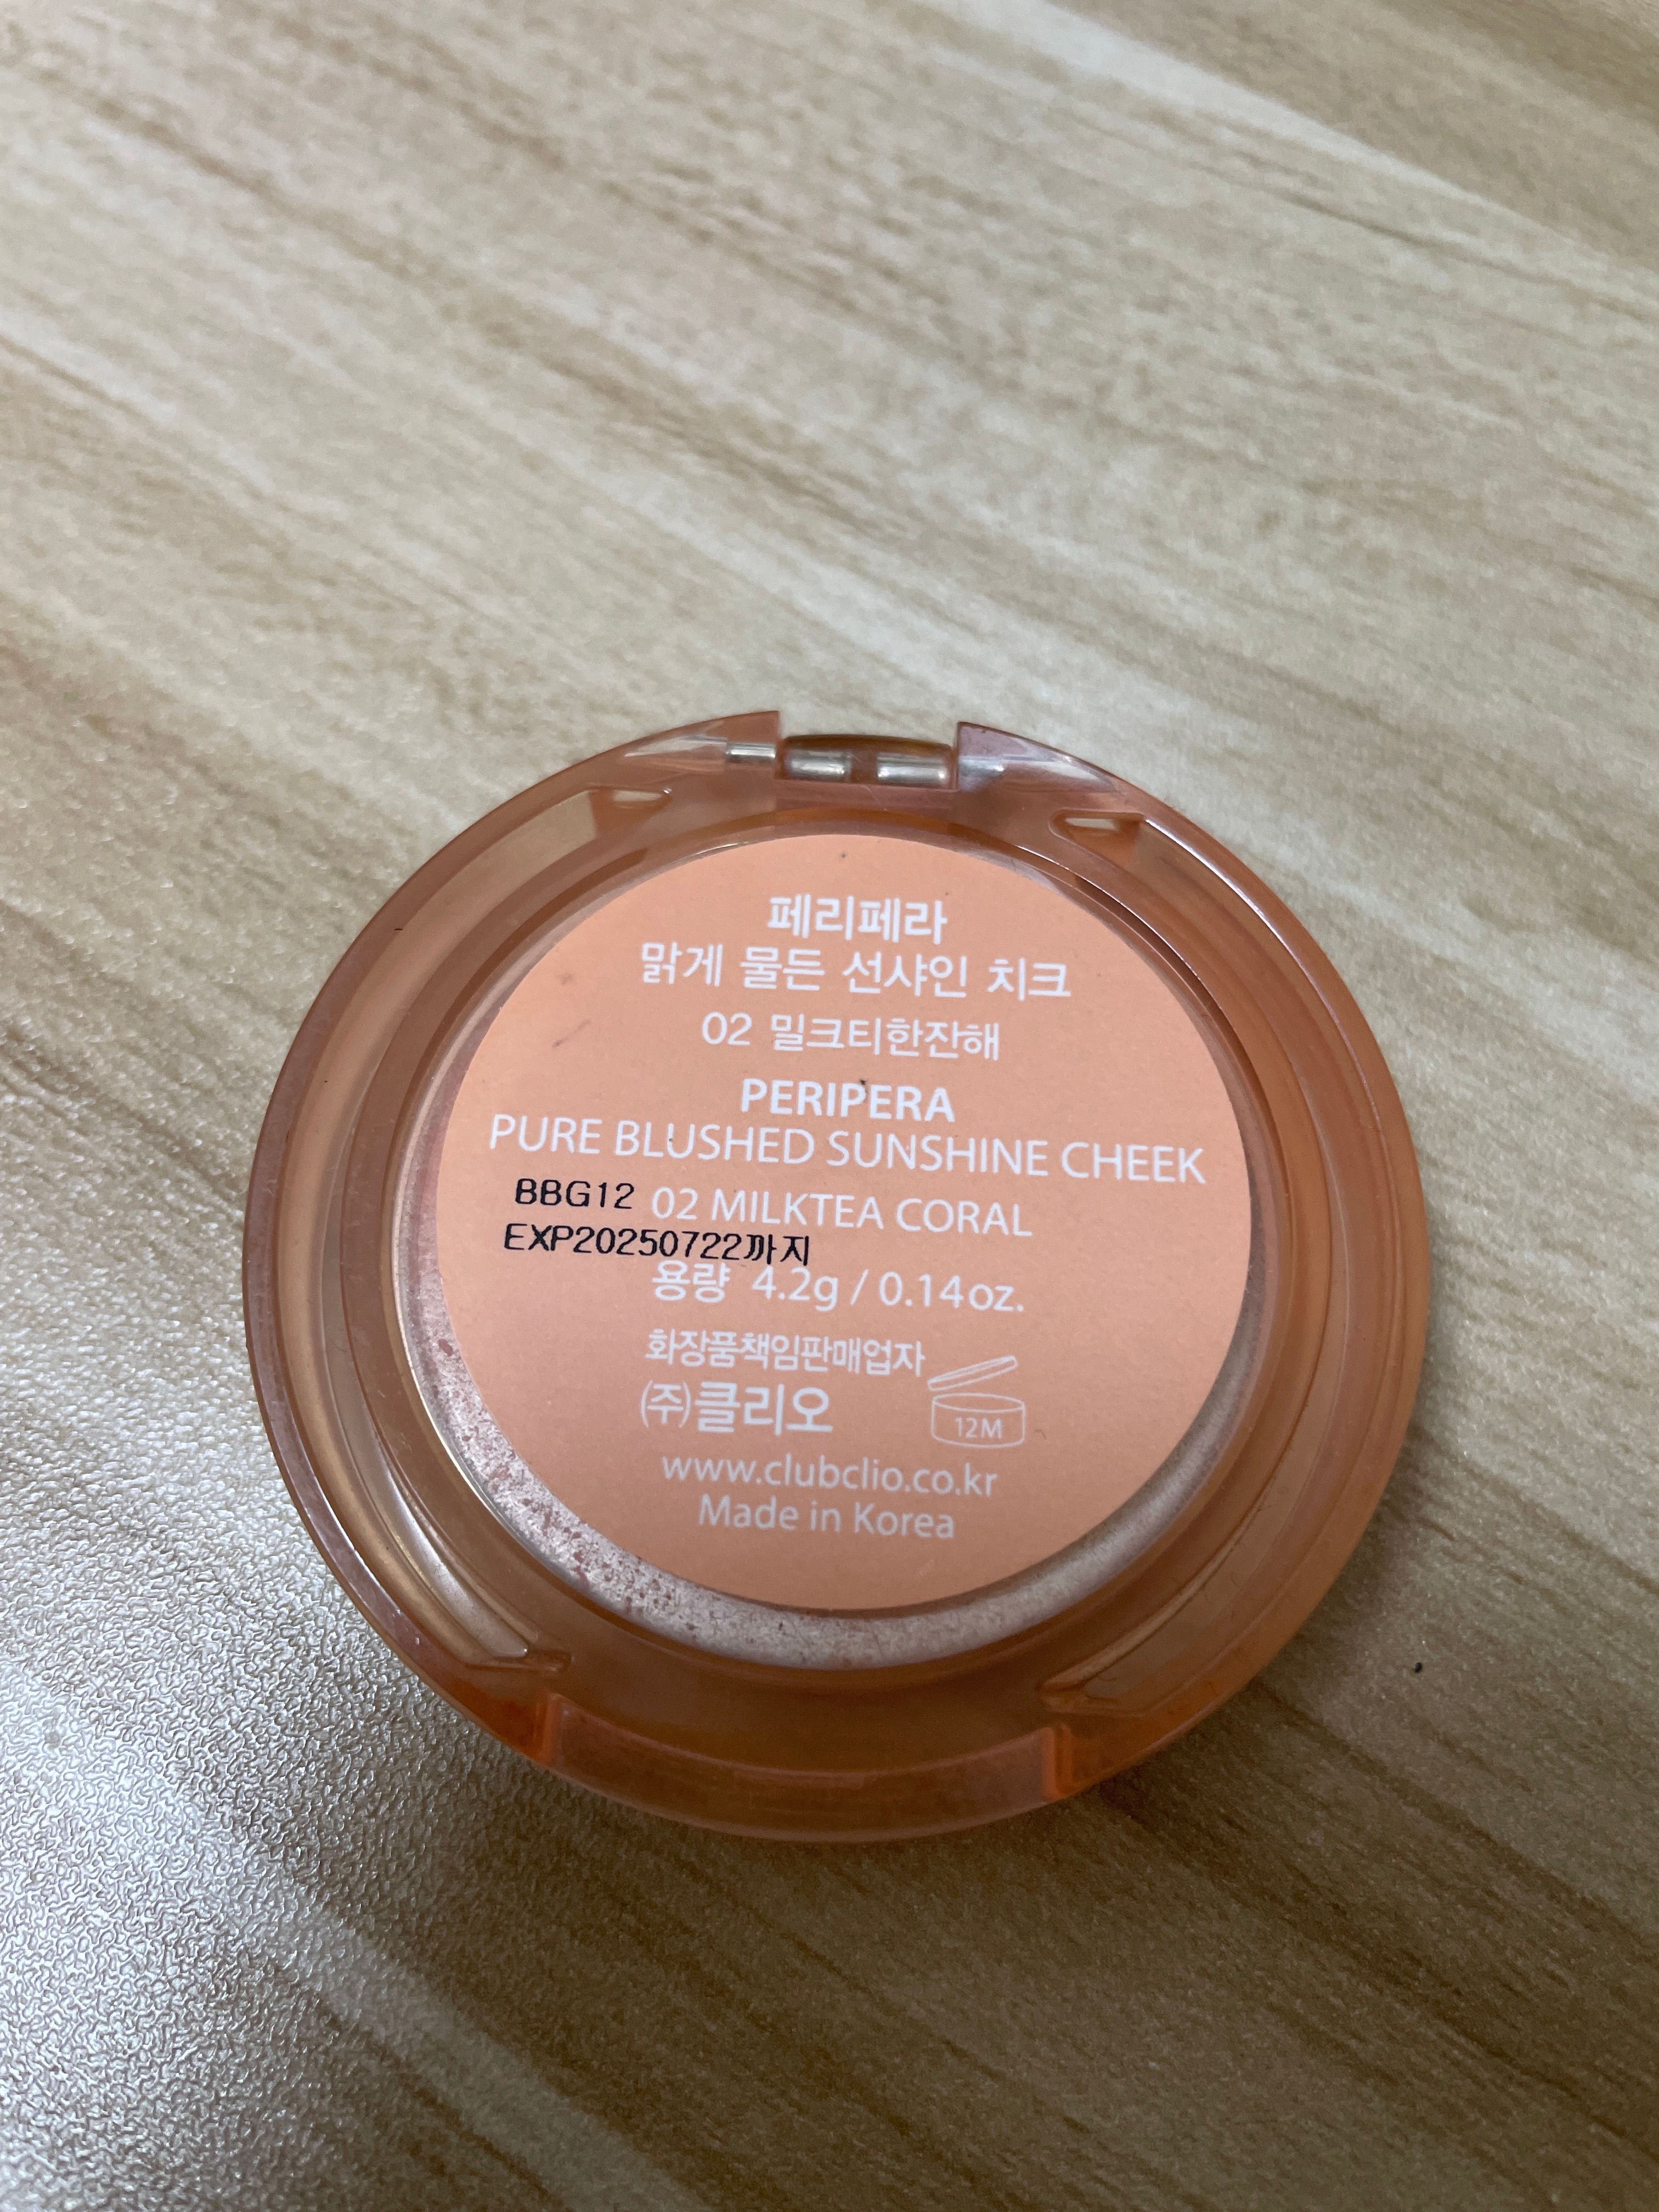 페리페라
맑게 물든 선샤인 치크
02 밀크티한잔해
PERIPERA
PURE BLUSHED SUNSHINE CHEEK
BBG12 02 MILKTEA CORAL
EXP20250722까지
용량 4.2g / 0.14oz.
화장품책임판매업자
㈜클리오
12M
www.clubclio.co.kr
Made in Korea